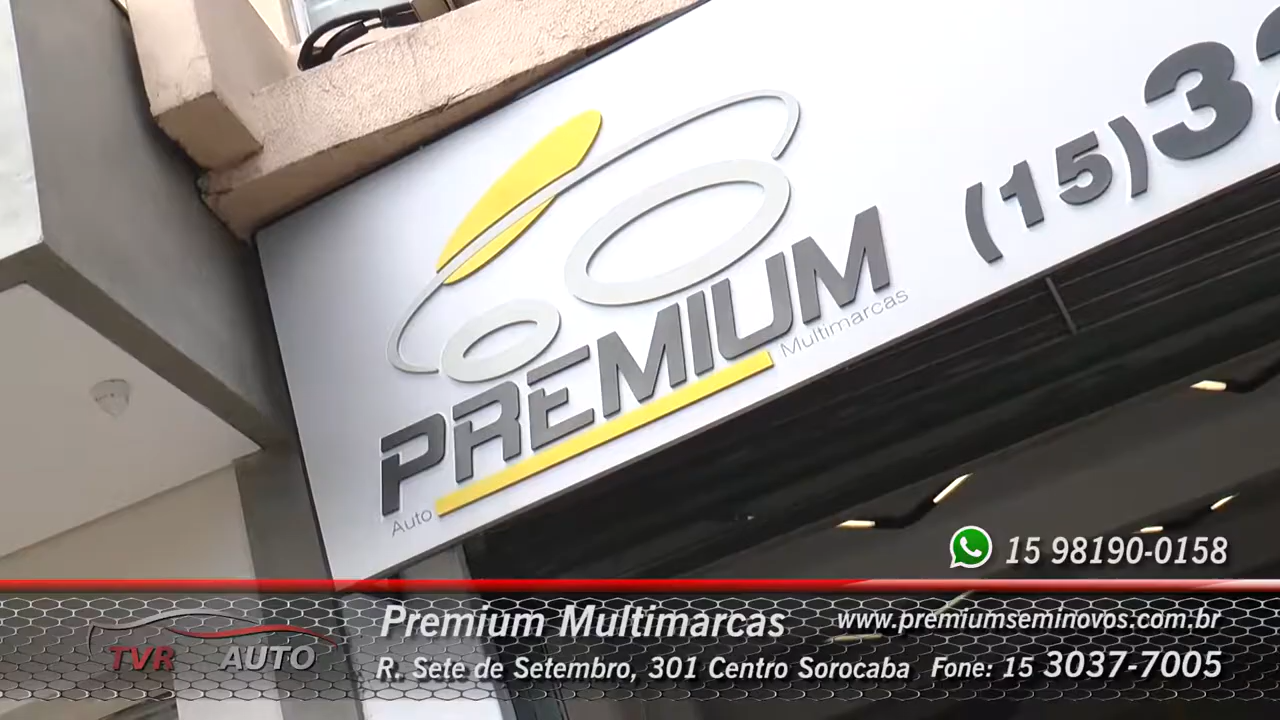 (15) 32
PREMIUM
Auto
Multimarcas
15 98190-0158
TVR AUTO
Premium Multimarcas
www.premiumseminovos.com.br
R. Sete de Setembro, 301 Centro Sorocaba
Fone: 15 3037-7005